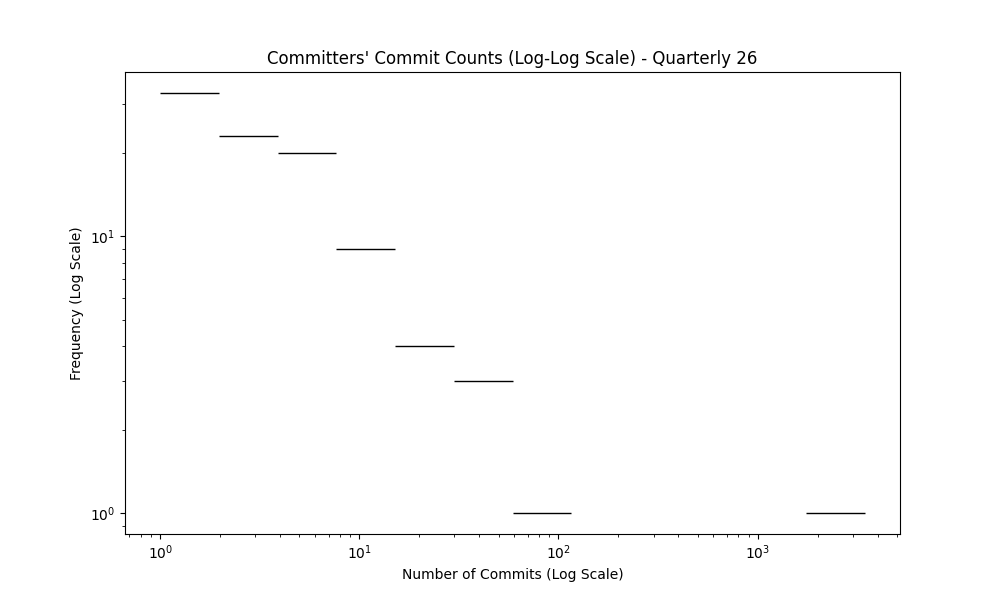 Committers' Commit Counts (Log-Log Scale) - Quarterly 26
Frequency (Log Scale)
10¹
10⁰
10⁰ 10¹ 10² 10³
Number of Commits (Log Scale)